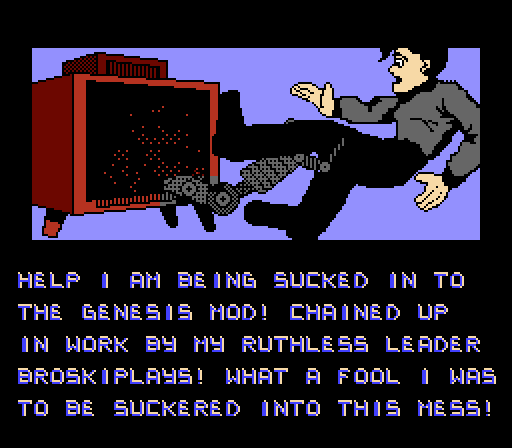 HELP I AM BEING SUCKED IN TO
THE GENESIS MOD! CHAINED UP
IN WORK BY MY RUTHLESS LEADER
BROSKIPLAYS! WHAT A FOOL I WAS
TO BE SUCKERED INTO THIS MESS!